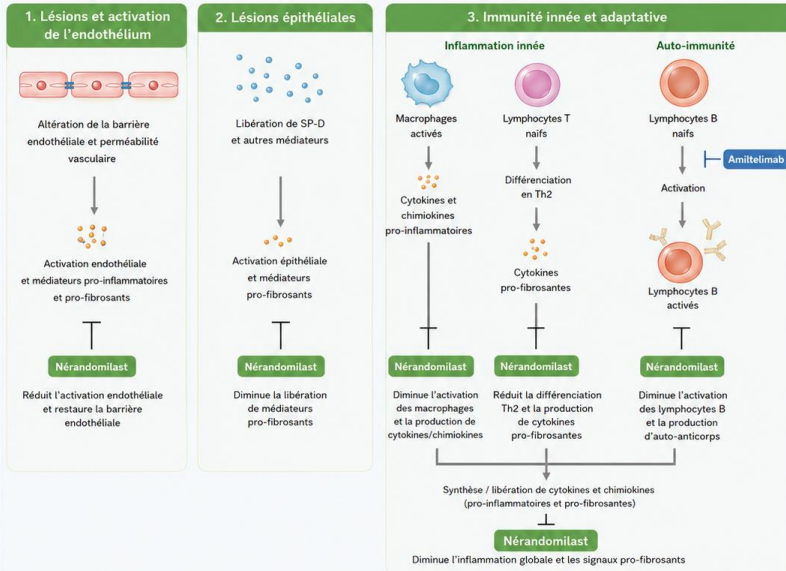 1. Lésions et activation
de l'endothélium
Altération de la barrière
endothéliale et perméabilité
vasculaire
Activation endothéliale
et médiateurs pro-inflammatoires
et pro-fibrosants
Nérandomilast
Réduit l'activation endothéliale
et restaure la barrière
endothéliale
2. Lésions épithéliales
Libération de SP-D
et autres médiateurs
Activation épithéliale
et médiateurs
pro-fibrosants
Nérandomilast
Diminue la libération
de médiateurs
pro-fibrosants
3. Immunité innée et adaptative
Inflammation innée
Macrophages
activés
Cytokines et
chimiokines
pro-inflammatoires
Nérandomilast
Diminue l'activation
des macrophages
et la production de
cytokines/chimiokines
Lymphocytes T
naïfs
Différenciation
en Th2
Cytokines
pro-fibrosantes
Nérandomilast
Réduit la différenciation
Th2 et la production
de cytokines
pro-fibrosantes
Auto-immunité
Lymphocytes B
naïfs
Amiltelimab
Activation
Lymphocytes B
activés
Nérandomilast
Diminue l'activation
des lymphocytes B
et la production
d'auto-anticorps
Synthèse / libération de cytokines et chimiokines
(pro-inflammatoires et pro-fibrosantes)
Nérandomilast
Diminue l'inflammation globale et les signaux pro-fibrosants